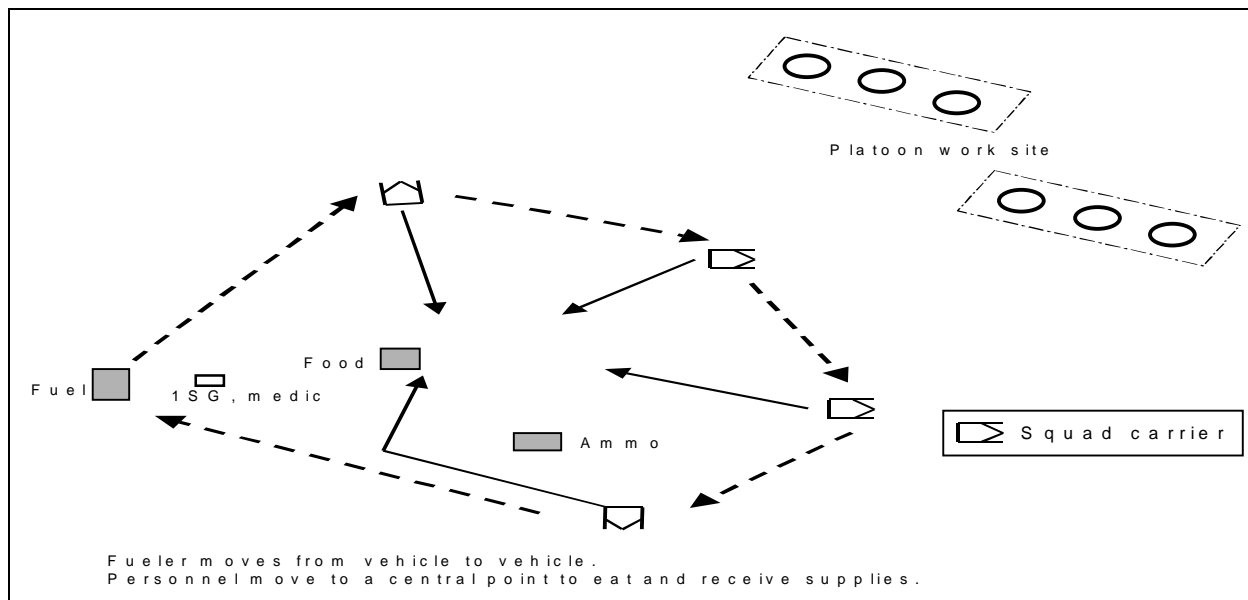 Platoon work site
Food
Fuel
1SG, medic
Ammo
Squad carrier
Fueler moves from vehicle to vehicle.
Personnel move to a central point to eat and receive supplies.